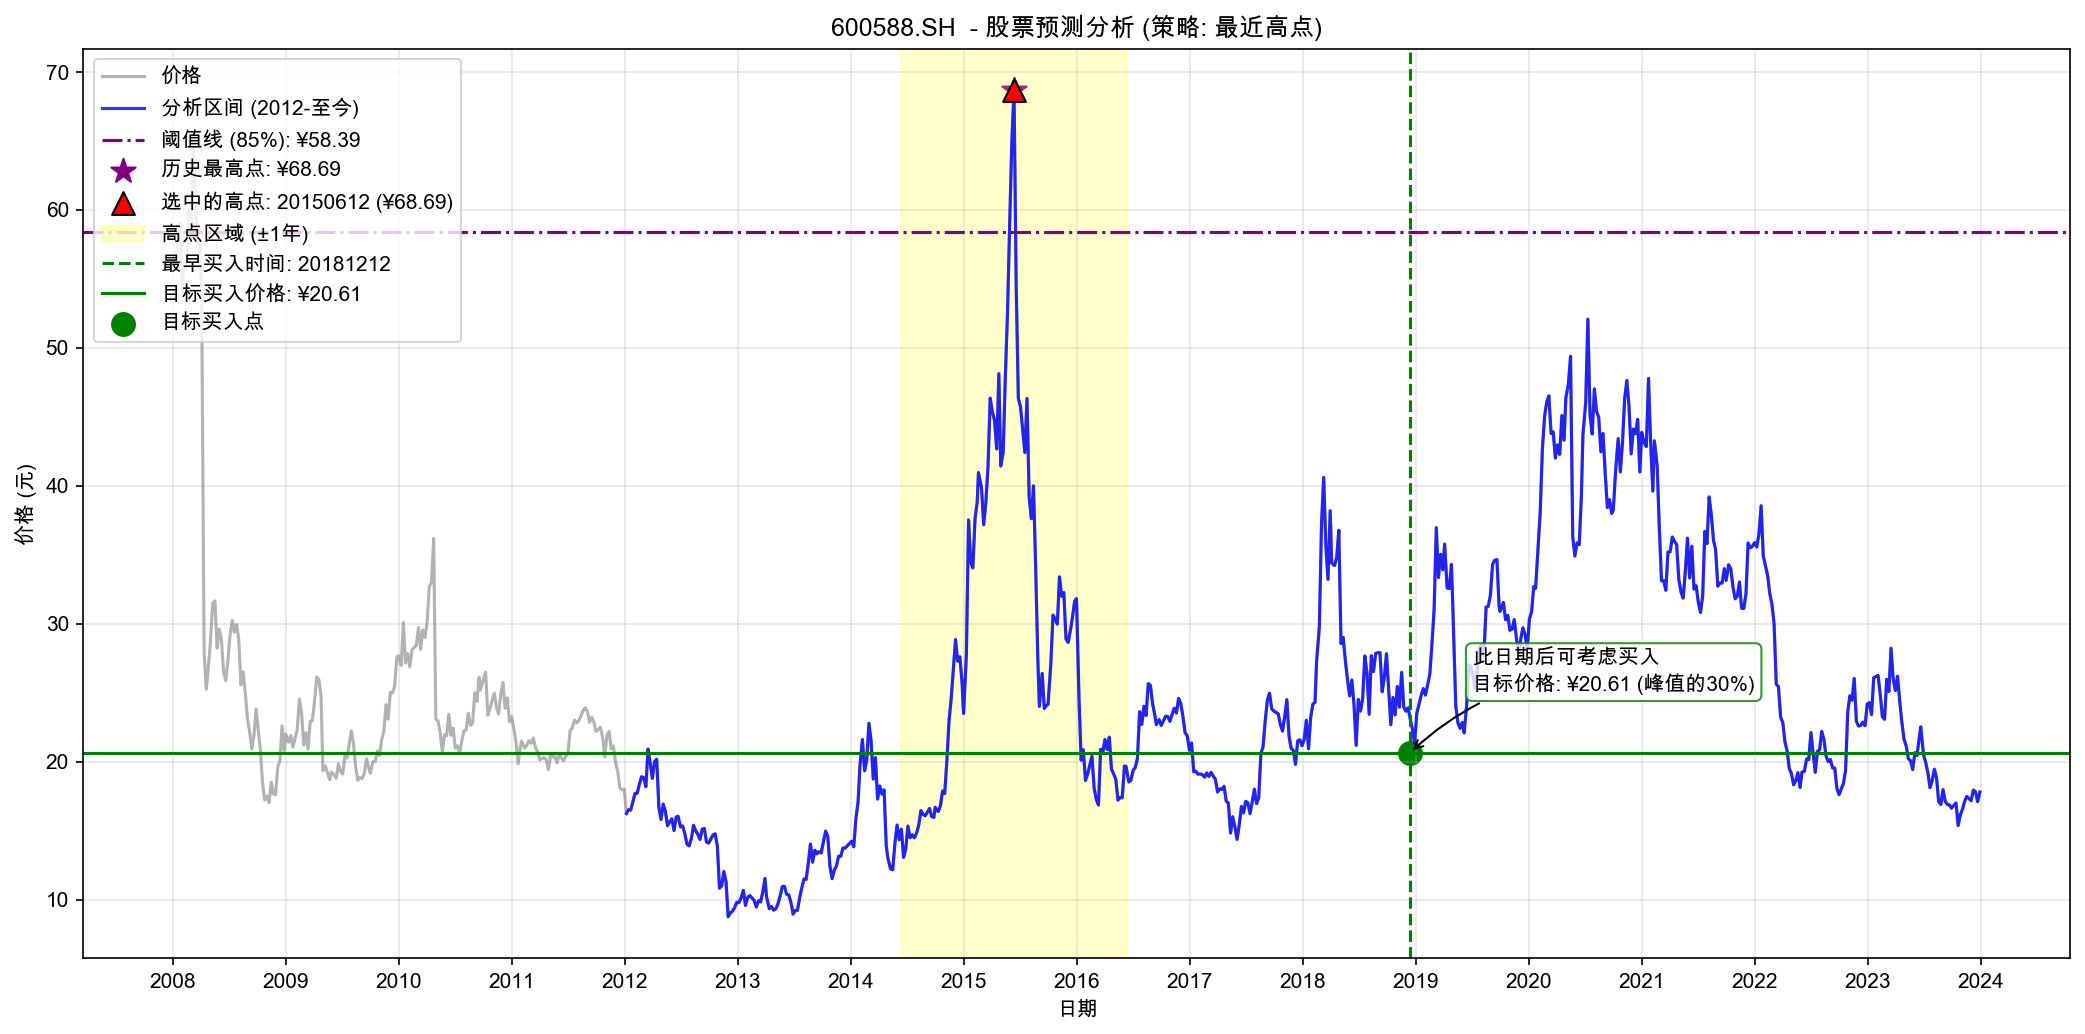 600588.SH - 股票预测分析 (策略: 最近高点)
价格
分析区间 (2012-至今)
阈值线 (85%): ¥58.39
历史最高点: ¥68.69
选中的高点: 20150612 (¥68.69)
高点区域 (±1年)
最早买入时间: 20181212
目标买入价格: ¥20.61
目标买入点
价格 (元)
70
60
50
40
30
20
10
此日期后可考虑买入
目标价格: ¥20.61 (峰值的30%)
2008 2009 2010 2011 2012 2013 2014 2015 2016 2017 2018 2019 2020 2021 2022 2023 2024
日期